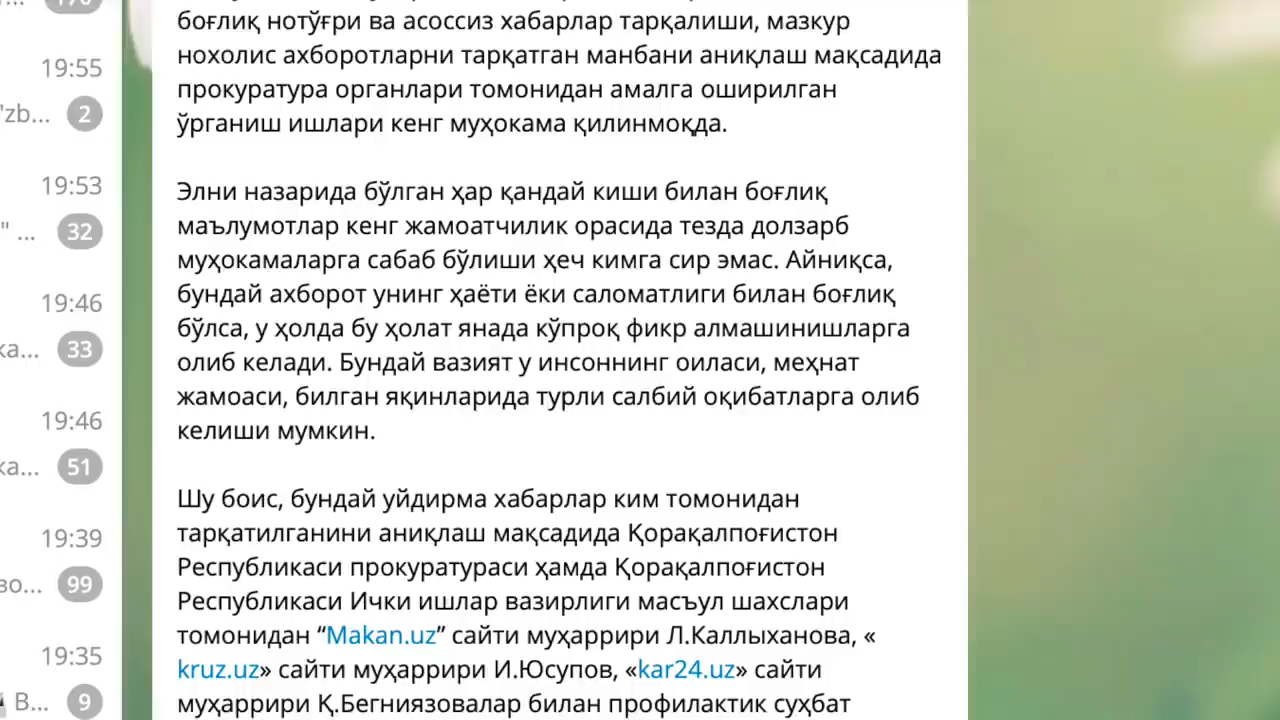 19:55
"zb... 2
19:53
" ... 32
19:46
ка... 33
19:46
ка... 51
19:39
во... 99
19:35
В... 9
боғлиқ нотўғри ва асоссиз хабарлар тарқалиши, мазкур
нохолис ахборотларни тарқатган манбани аниқлаш мақсадида
прокуратура органлари томонидан амалга оширилган
ўрганиш ишлари кенг муҳокама қилинмоқда.
Элни назарида бўлган ҳар қандай киши билан боғлиқ
маълумотлар кенг жамоатчилик орасида тезда долзарб
муҳокамаларга сабаб бўлиши ҳеч кимга сир эмас. Айниқса,
бундай ахборот унинг ҳаёти ёки саломатлиги билан боғлиқ
бўлса, у ҳолда бу ҳолат янада кўпроқ фикр алмашинишларга
олиб келади. Бундай вазият у инсоннинг оиласи, меҳнат
жамоаси, билган яқинларида турли салбий оқибатларга олиб
келиши мумкин.
Шу боис, бундай уйдирма хабарлар ким томонидан
тарқатилганини аниқлаш мақсадида Қорақалпоғистон
Республикаси прокуратураси ҳамда Қорақалпоғистон
Республикаси Ички ишлар вазирлиги масъул шахслари
томонидан “Makan.uz” сайти муҳаррири Л.Каллыханова, «
kruz.uz» сайти муҳаррири И.Юсупов, «kar24.uz» сайти
муҳаррири Қ.Бегниязовалар билан профилактик суҳбат